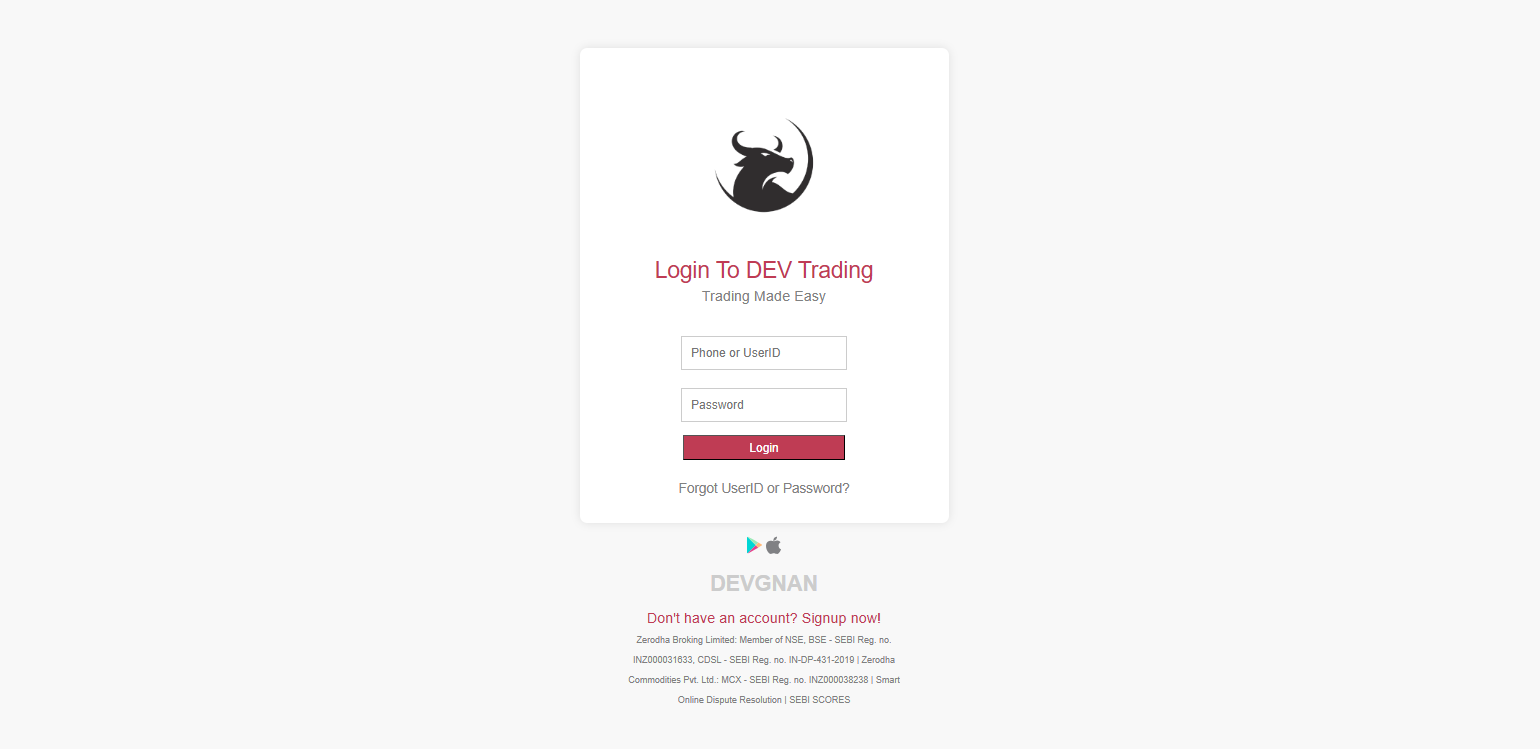 Login To DEV Trading
Trading Made Easy
Phone or UserID
Password
Login
Forgot UserID or Password?
DEVGNAN
Don't have an account? Signup now!
Zerodha Broking Limited: Member of NSE, BSE - SEBI Reg. no.
INZ000031633, CDSL - SEBI Reg. no. IN-DP-431-2019 | Zerodha
Commodities Pvt. Ltd.: MCX - SEBI Reg. no. INZ000038238 | Smart
Online Dispute Resolution | SEBI SCORES